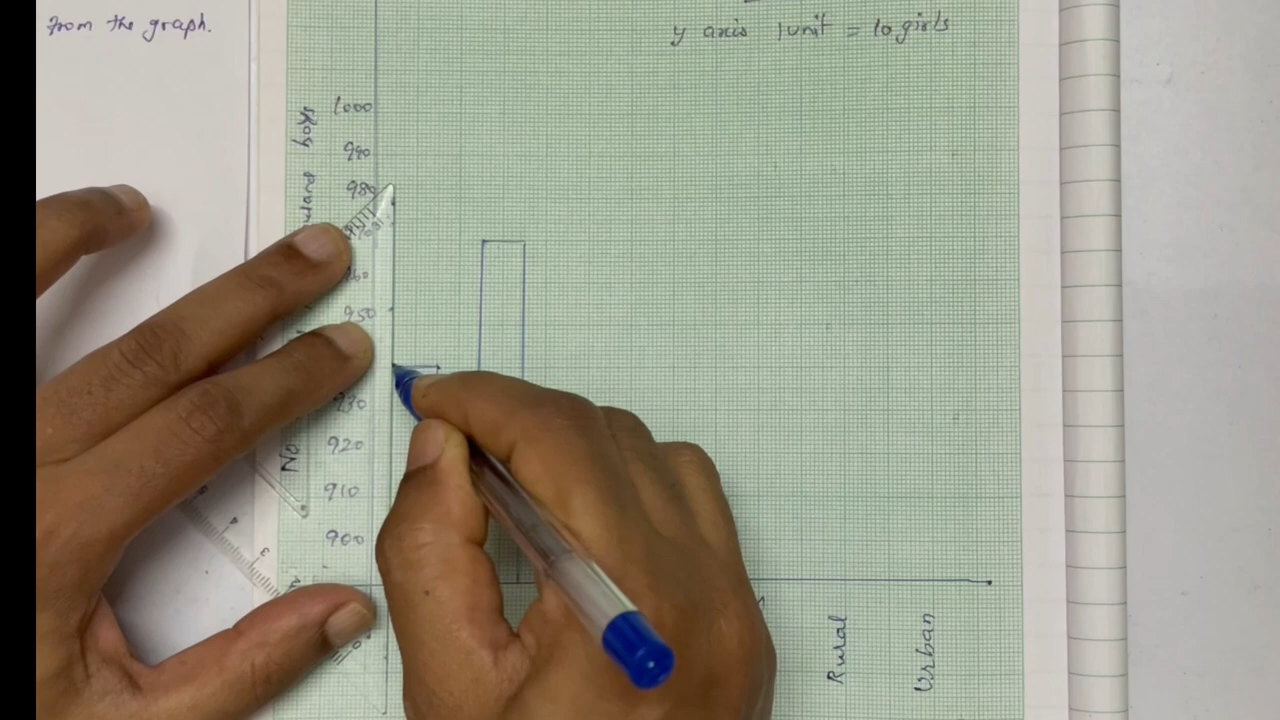 from the graph.
y axis 1 unit = 10 girls
1000
990
980
950
930
920
910
900
No
boys
Rural
Urban